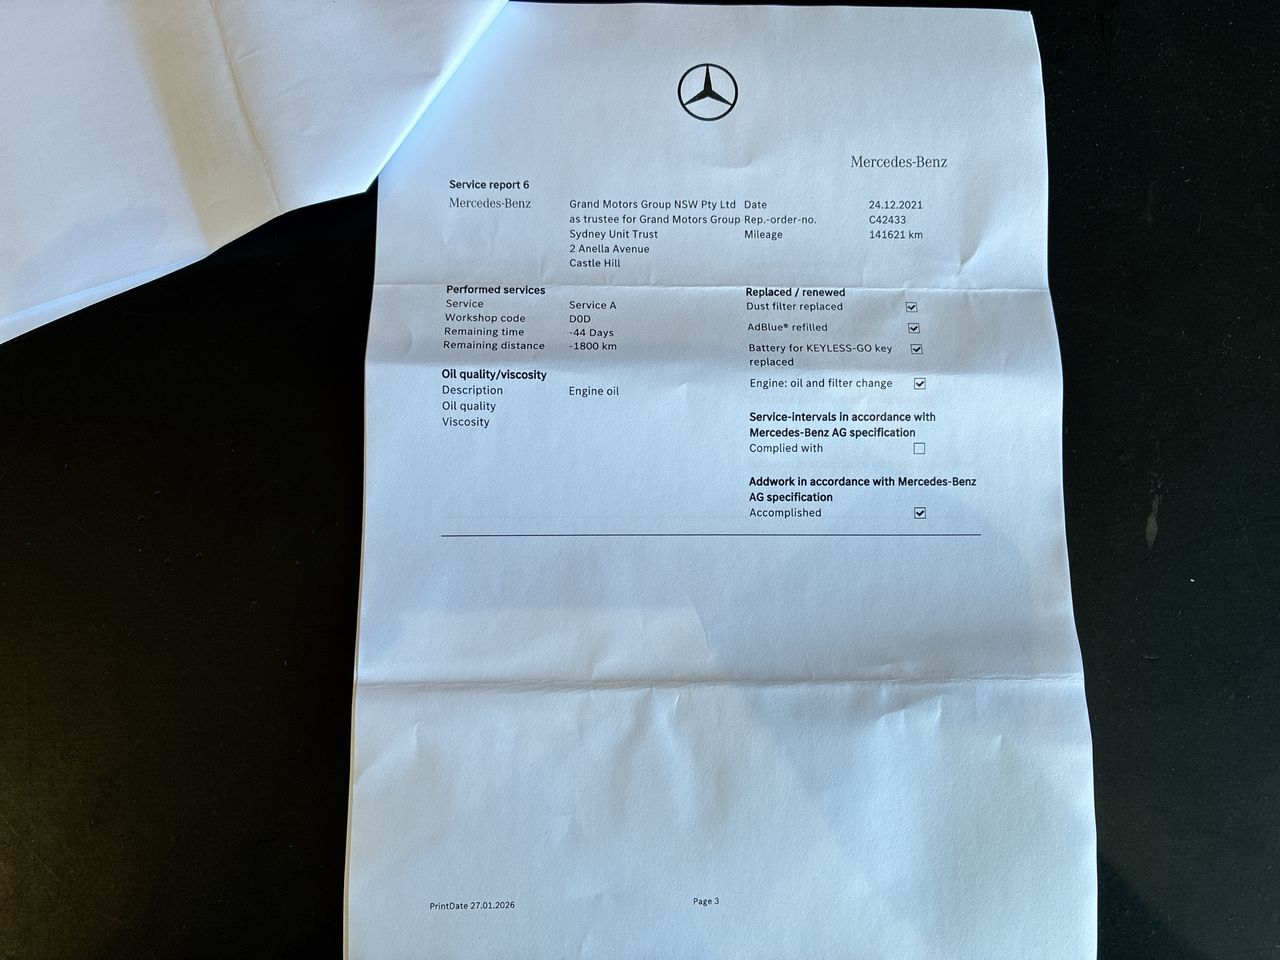 Mercedes-Benz
Service report 6
Mercedes-Benz
Grand Motors Group NSW Pty Ltd
as trustee for Grand Motors Group
Sydney Unit Trust
2 Anella Avenue
Castle Hill
Date 24.12.2021
Rep.-order-no. C42433
Mileage 141621 km
Performed services
Service Service A
Workshop code D0D
Remaining time -44 Days
Remaining distance -1800 km
Oil quality/viscosity
Description Engine oil
Oil quality
Viscosity
Replaced / renewed
Dust filter replaced
AdBlue® refilled
Battery for KEYLESS-GO key
replaced
Engine: oil and filter change
Service-intervals in accordance with
Mercedes-Benz AG specification
Complied with
Addwork in accordance with Mercedes-Benz
AG specification
Accomplished
PrintDate 27.01.2026
Page 3